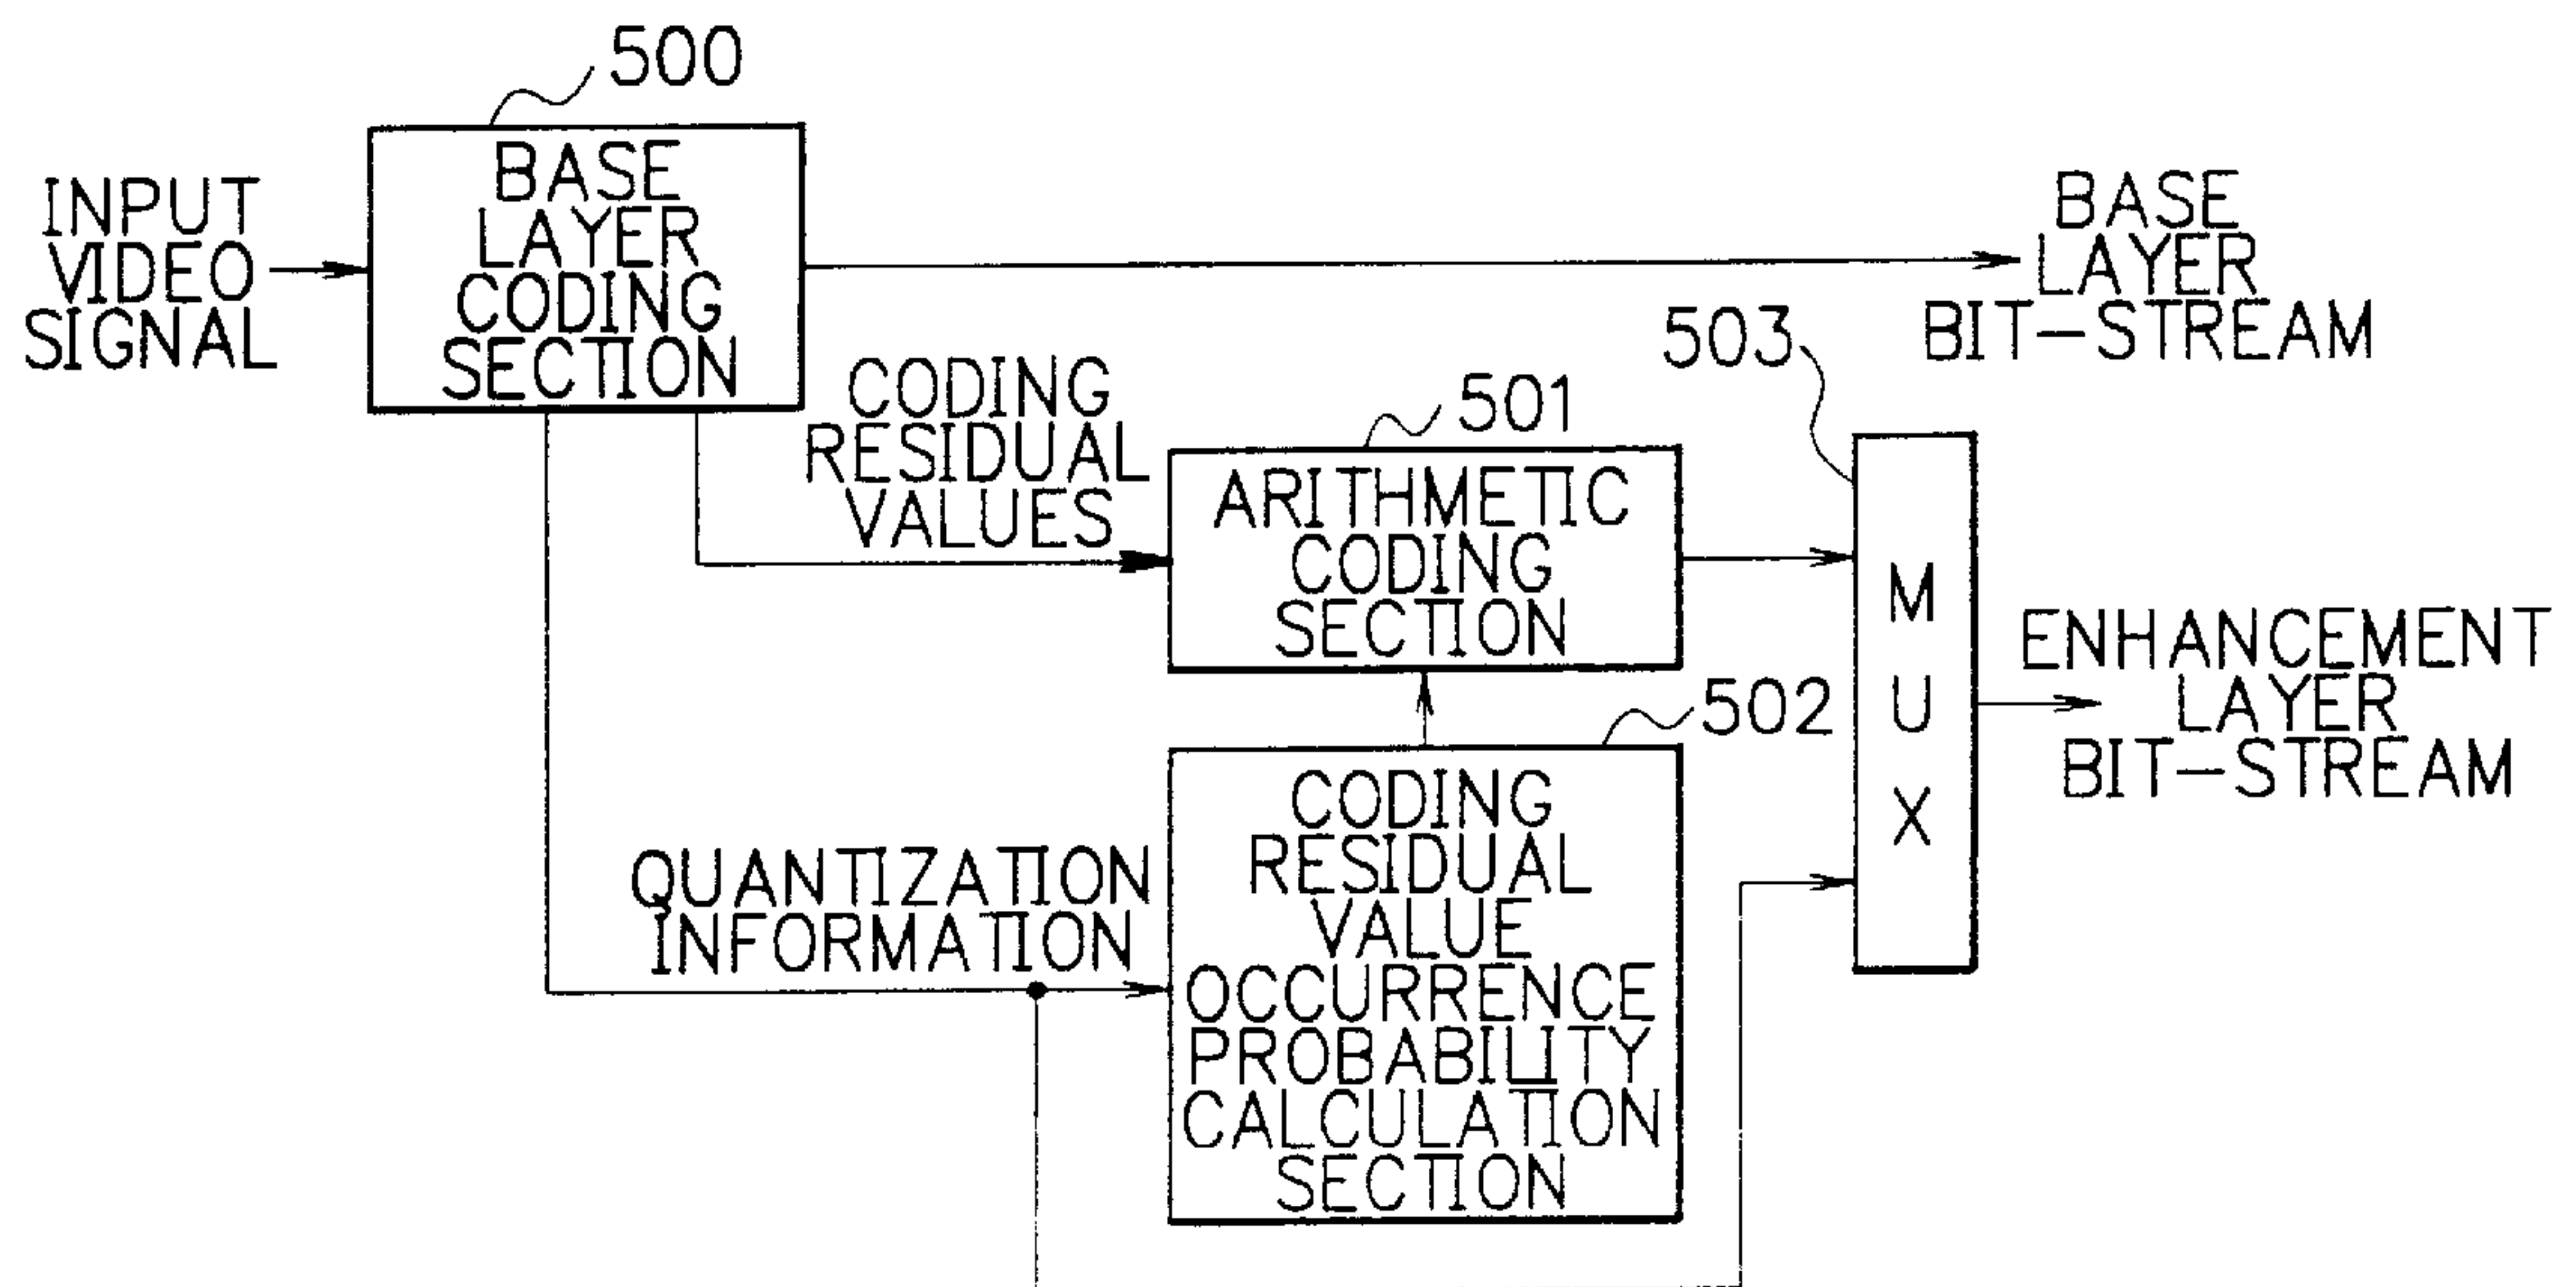 500
BASE
LAYER
CODING
SECTION
INPUT
VIDEO
SIGNAL
BASE
LAYER
BIT-STREAM
503
CODING
RESIDUAL
VALUES
501
ARITHMETIC
CODING
SECTION
MUX
ENHANCEMENT
LAYER
BIT-STREAM
502
CODING
RESIDUAL
VALUE
OCCURRENCE
PROBABILITY
CALCULATION
SECTION
QUANTIZATION
INFORMATION